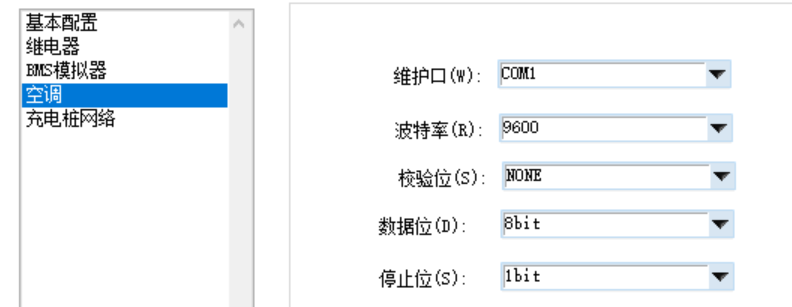 基本配置
继电器
BMS模拟器
空调
充电桩网络
维护口(W): COM1
波特率(R): 9600
校验位(S): NONE
数据位(D): 8bit
停止位(S): 1bit